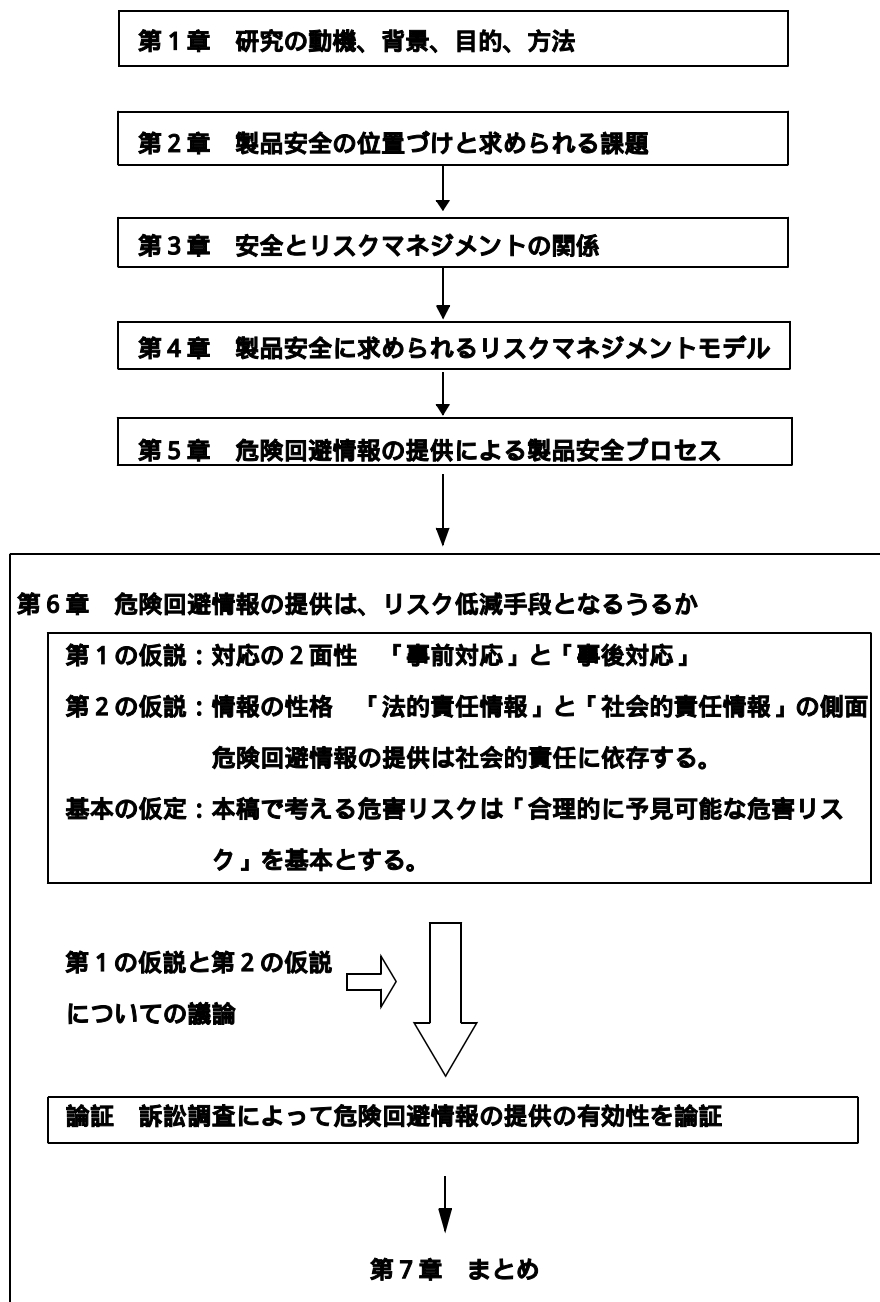 第1章　研究の動機、背景、目的、方法
第2章　製品安全の位置づけと求められる課題
第3章　安全とリスクマネジメントの関係
第4章　製品安全に求められるリスクマネジメントモデル
第5章　危険回避情報の提供による製品安全プロセス
第6章　危険回避情報の提供は、リスク低減手段となるうるか
第1の仮説：対応の2面性　「事前対応」と「事後対応」
第2の仮説：情報の性格　「法的責任情報」と「社会的責任情報」の側面
危険回避情報の提供は社会的責任に依存する。
基本の仮定：本稿で考える危害リスクは「合理的に予見可能な危害リス
ク」を基本とする。
第1の仮説と第2の仮説
についての議論
論証　訴訟調査によって危険回避情報の提供の有効性を論証
第7章　まとめ